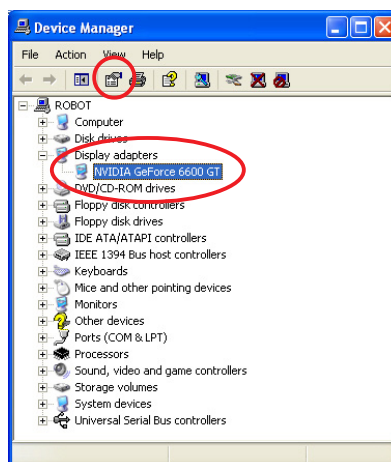 Device Manager
File Action View Help
ROBOT
Computer
Disk drives
Display adapters
NVIDIA GeForce 6600 GT
DVD/CD-ROM drives
Floppy disk controllers
Floppy disk drives
IDE ATA/ATAPI controllers
IEEE 1394 Bus host controllers
Keyboards
Mice and other pointing devices
Monitors
Other devices
Ports (COM & LPT)
Processors
Sound, video and game controllers
Storage volumes
System devices
Universal Serial Bus controllers